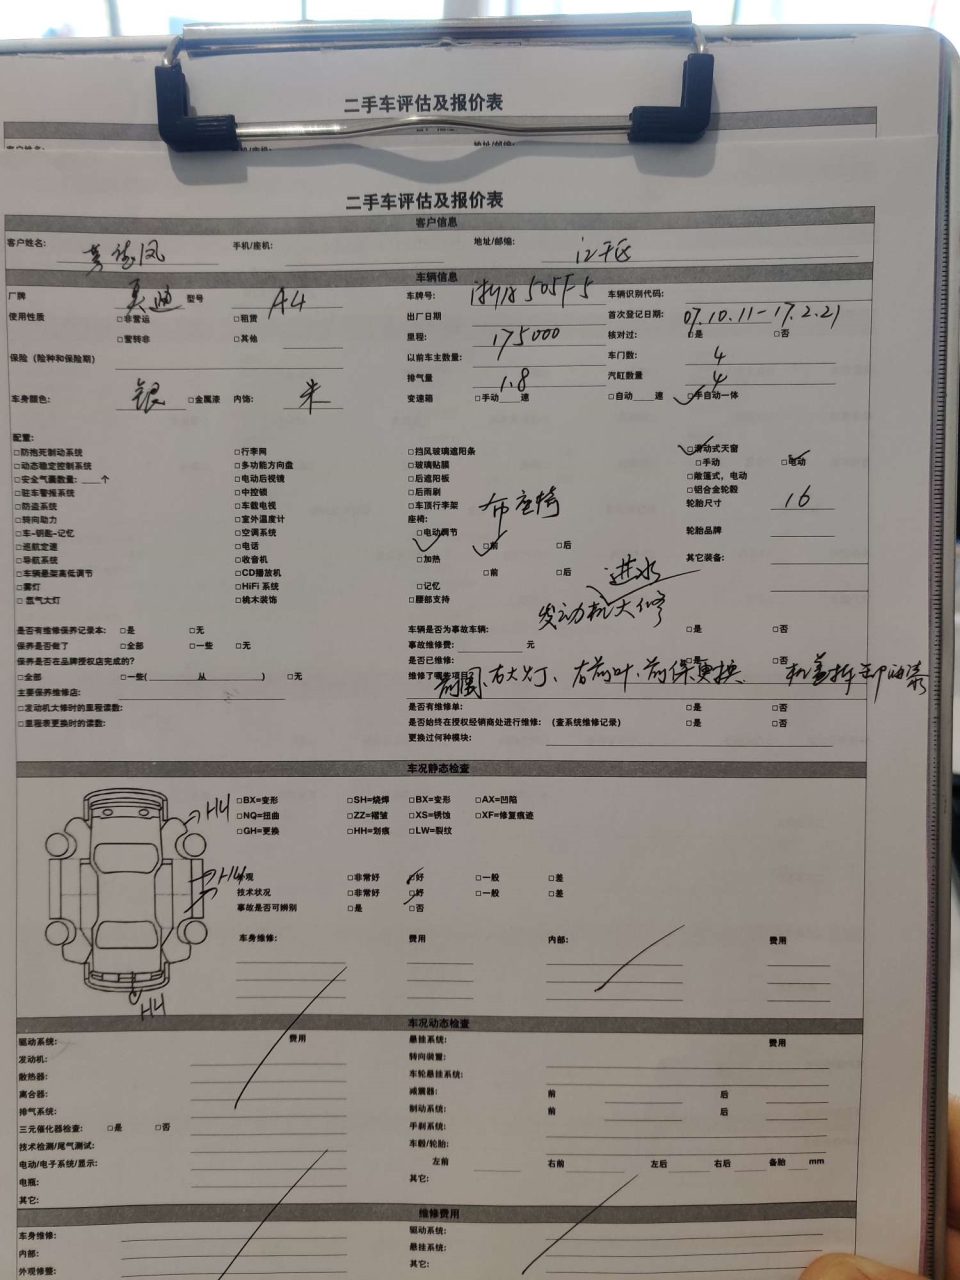 二手车评估及报价表
客户姓名: 地址/邮编:
二手车评估及报价表
客户信息
客户姓名: 手机/座机: 地址/邮编: 江干区
车辆信息
厂牌 奥迪 型号 A4 车牌号: 车辆识别代码:
使用性质 □非营运 □租赁 出厂日期 首次登记日期: 07.10.11-17.2.21
□营转非 □其他 里程: 175000 核对过: □是 □否
保险（险种和保险期） 以前车主数量: 车门数: 4
排气量 1.8 汽缸数量 4
车身颜色: 银 □金属漆 内饰: 米 变速箱 □手动 速 □自动 速 □手自动一体
配置:
□防抱死制动系统 □行李网 □挡风玻璃遮阳条 □滑动式天窗
□动态稳定控制系统 □多功能方向盘 □玻璃贴膜 □手动 □电动
□安全气囊数量: 个 □电动后视镜 □后遮阳板 □敞篷式，电动
□驻车警报系统 □中控锁 □后雨刷 □铝合金轮毂
□防盗系统 □车载电视 □车顶行李架 轮胎尺寸 16
□转向助力 □室外温度计 座椅: 布座椅
□车-钥匙-记忆 □空调系统 □电动调节 轮胎品牌
□巡航定速 □电话 □前 □后
□导航系统 □收音机 □加热 其它装备:
□车辆悬架高低调节 □CD播放机 □前 □后 进水
□雾灯 □HiFi 系统 □记忆
□氙气大灯 □桃木装饰 □腰部支持 发动机大修
是否有维修保养记录本: □是 □无 车辆是否为事故车辆: □是 □否
保养是否做了 □全部 □一些 □无 事故维修费: 元
保养是否在品牌授权店完成的? 是否已维修: □是 □否
□全部 □一些( 从 ) □无 维修了哪些项目? 前围、右大灯、右前叶、前保更换 机盖拆卸油漆
主要保养维修店:
□发动机大修时的里程读数: 是否有维修单: □是 □否
□里程表更换时的读数: 是否始终在授权经销商处进行维修:（查系统维修记录） □是 □否
更换过何种模块:
车况静态检查
H4 □BX=变形 □SH=烧焊 □BX=变形 □AX=凹陷
□NQ=扭曲 □ZZ=褶皱 □XS=锈蚀 □XF=修复痕迹
□GH=更换 □HH=划痕 □LW=裂纹
H4 观 □非常好 □好 □一般 □差
技术状况 □非常好 □好 □一般 □差
事故是否可辨别 □是 □否
车身维修: 费用 内部: 费用
H4
车况动态检查
驱动系统: 费用 悬挂系统: 费用
发动机: 转向装置:
散热器: 车轮悬挂系统:
离合器: 减震器: 前 后
排气系统: 制动系统: 前 后
三元催化器检查: □是 □否 手刹系统:
技术检测/尾气测试: 车毂/轮胎:
电动/电子系统/显示: 左前 右前 左后 右后 备胎 mm
电瓶: 其它:
其它:
维修费用
车身维修: 驱动系统:
内部: 悬挂系统:
外观修整: 其它: